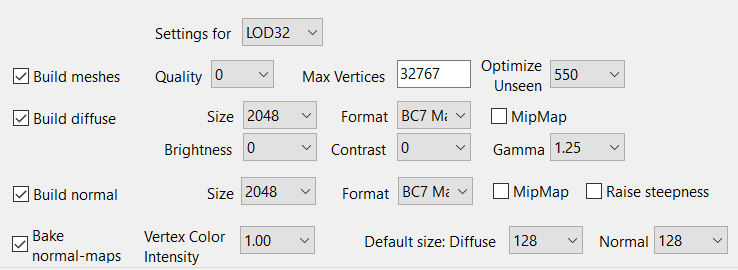 Settings for LOD32
Build meshes Quality 0 Max Vertices 32767 Optimize Unseen 550
Build diffuse Size 2048 Format BC7 Ma MipMap
Brightness 0 Contrast 0 Gamma 1.25
Build normal Size 2048 Format BC7 Ma MipMap Raise steepness
Bake normal-maps Vertex Color Intensity 1.00 Default size: Diffuse 128 Normal 128